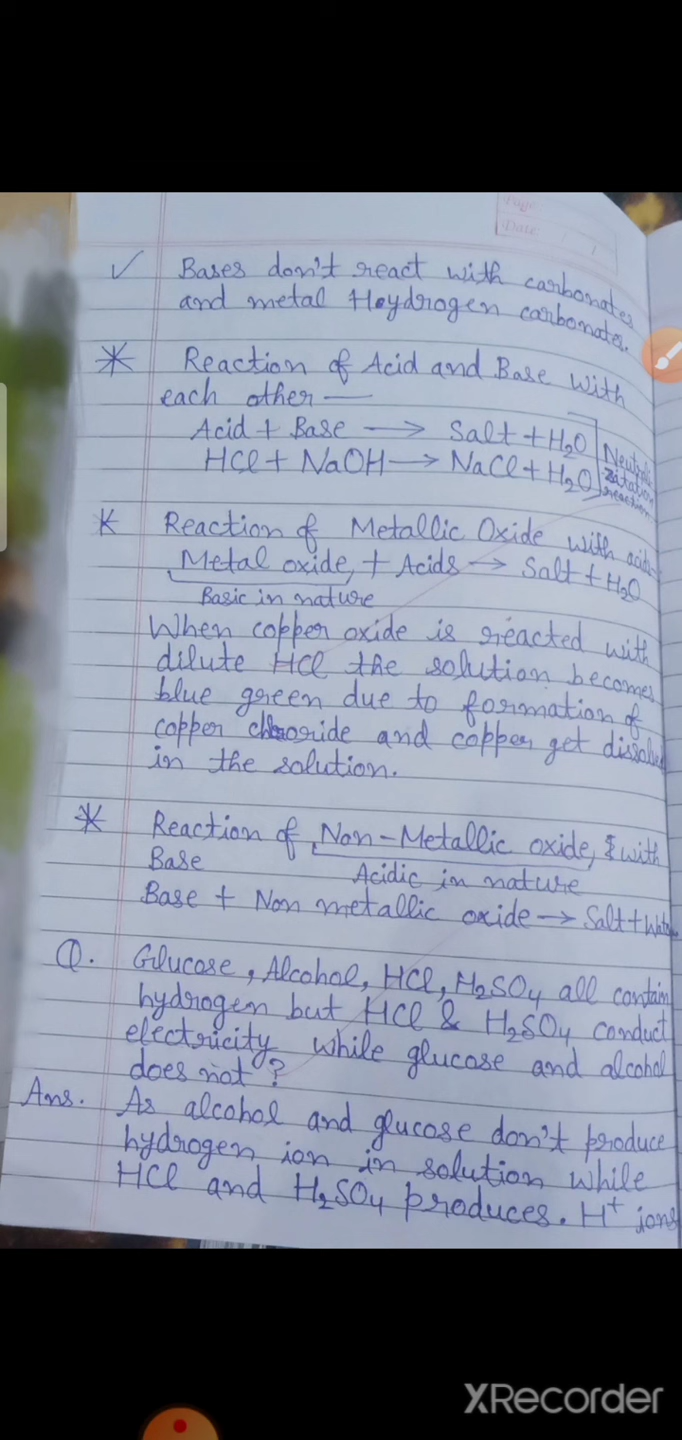 Page
Date
✓ Bases don't react with carbonates
and metal Hydrogen carbonates.
* Reaction of Acid and Base with
each other —
Acid + Base → Salt + H₂O
HCl + NaOH → NaCl + H₂O
Neutrali
zitation
reaction
* Reaction of Metallic Oxide with acids
Metal oxide, + Acids → Salt + H₂O
Basic in nature
When copper oxide is reacted with
dilute HCl the solution becomes
blue green due to formation of
copper chloride and copper get dissolved
in the solution.
* Reaction of Non-Metallic oxide, with
Base
Acidic in nature
Base + Non metallic oxide → Salt + Water
Q. Glucose, Alcohol, HCl, H₂SO₄ all contain
hydrogen but HCl & H₂SO₄ conduct
electricity while glucose and alcohol
does not?
Ans. As alcohol and glucose don't produce
hydrogen ion in solution while
HCl and H₂SO₄ produces. H⁺ ions
XRecorder